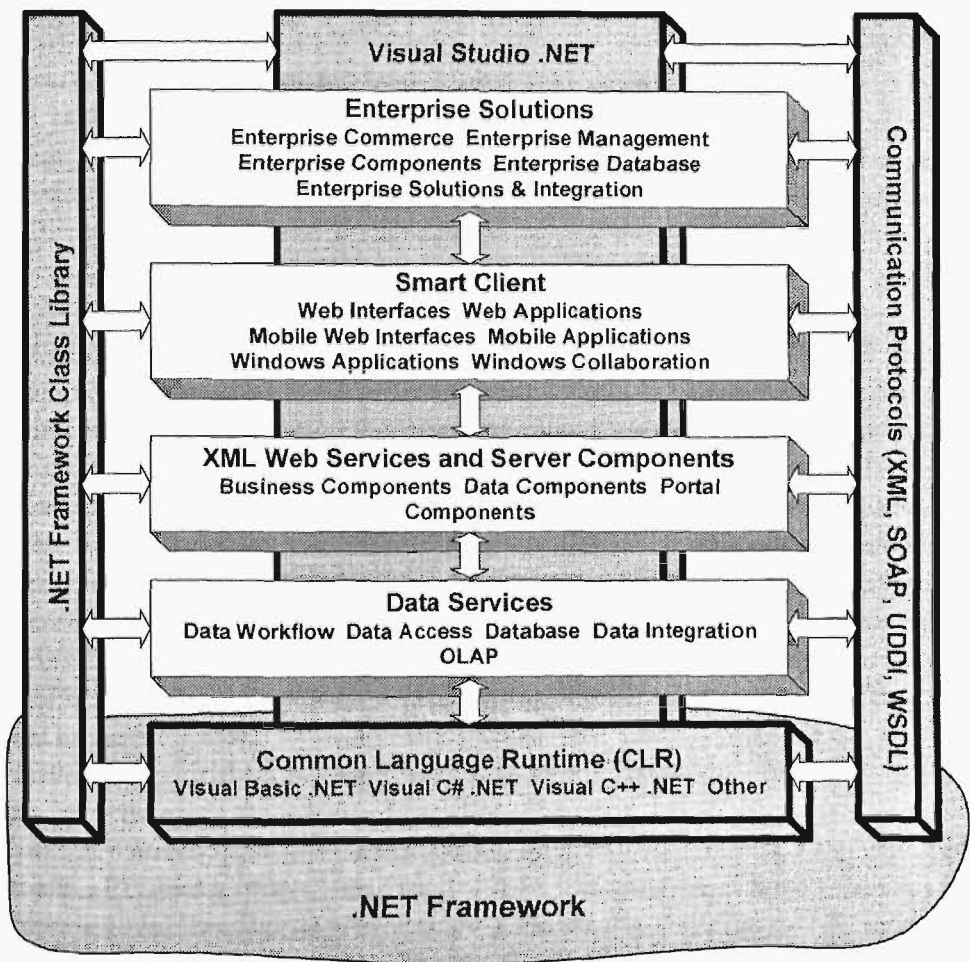 Visual Studio .NET
Enterprise Solutions
Enterprise Commerce Enterprise Management
Enterprise Components Enterprise Database
Enterprise Solutions & Integration
Smart Client
Web Interfaces Web Applications
Mobile Web Interfaces Mobile Applications
Windows Applications Windows Collaboration
XML Web Services and Server Components
Business Components Data Components Portal
Components
Data Services
Data Workflow Data Access Database Data Integration
OLAP
Common Language Runtime (CLR)
Visual Basic .NET Visual C# .NET Visual C++ .NET Other
.NET Framework
.NET Framework Class Library
Communication Protocols (XML, SOAP, UDDI, WSDL)